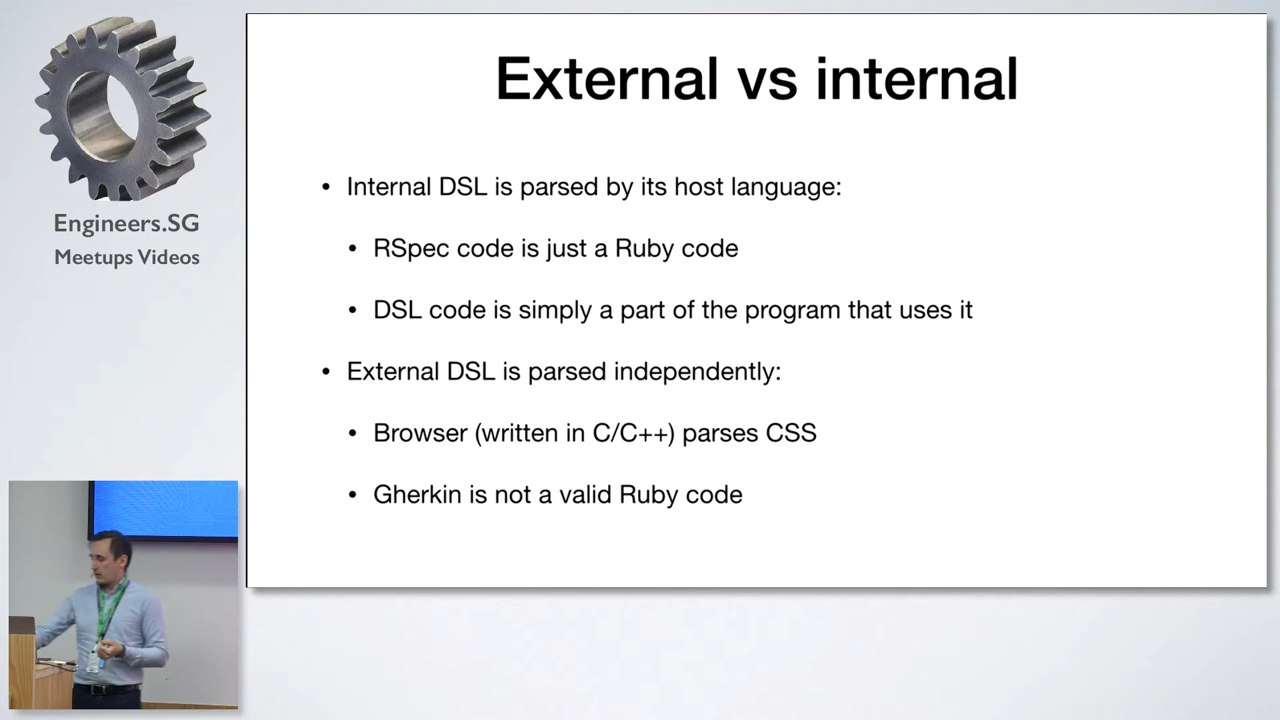 External vs internal
Engineers.SG
Meetups Videos
• Internal DSL is parsed by its host language:
• RSpec code is just a Ruby code
• DSL code is simply a part of the program that uses it
• External DSL is parsed independently:
• Browser (written in C/C++) parses CSS
• Gherkin is not a valid Ruby code